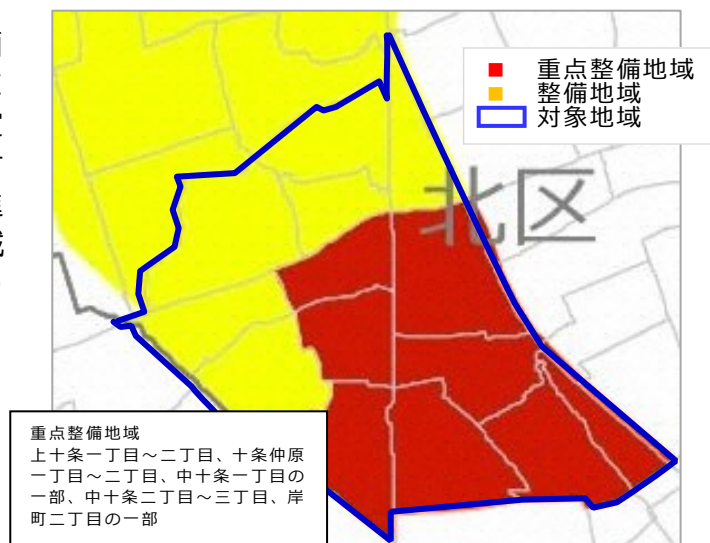 重点整備地域
整備地域
対象地域
北区
重点整備地域
上十条一丁目～二丁目、十条仲原
一丁目～二丁目、中十条一丁目の
一部、中十条二丁目～三丁目、岸
町二丁目の一部